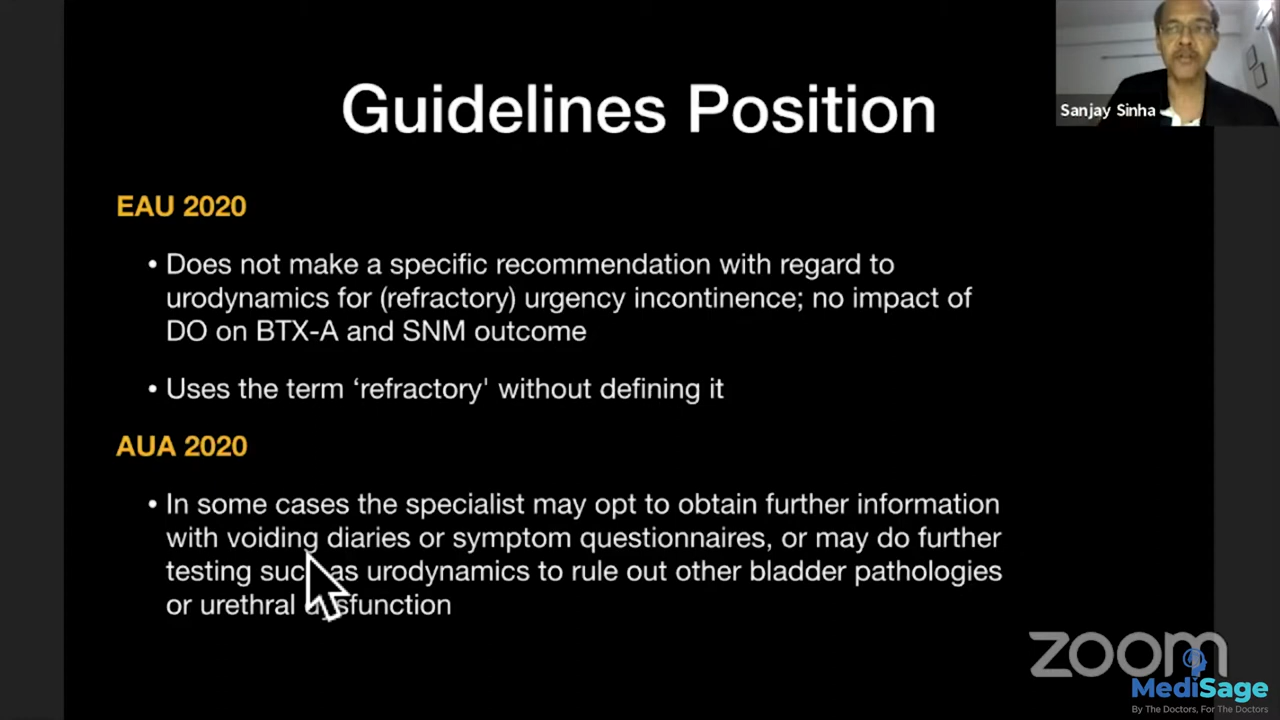 Guidelines Position
Sanjay Sinha
EAU 2020
• Does not make a specific recommendation with regard to
urodynamics for (refractory) urgency incontinence; no impact of
DO on BTX-A and SNM outcome
• Uses the term ‘refractory' without defining it
AUA 2020
• In some cases the specialist may opt to obtain further information
with voiding diaries or symptom questionnaires, or may do further
testing such as urodynamics to rule out other bladder pathologies
or urethral dysfunction
zoom
MediSage
By The Doctors, For The Doctors